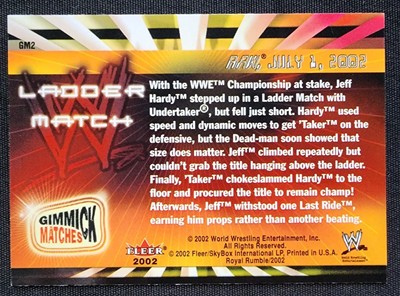 GM2
RAW® JULY 1, 2002
LADDER
MATCH
With the WWE™ Championship at stake, Jeff
Hardy™ stepped up in a Ladder Match with
Undertaker®, but fell just short. Hardy™ used
speed and dynamic moves to get 'Taker™ on the
defensive, but the Dead-man soon showed that
size does matter. Jeff™ climbed repeatedly but
couldn't grab the title hanging above the ladder.
Finally, 'Taker™ chokeslammed Hardy™ to the
floor and procured the title to remain champ!
Afterwards, Jeff™ withstood one Last Ride™,
earning him props rather than another beating.
GIMMICK
MATCHES
FLEER
2002
© 2002 World Wrestling Entertainment, Inc.
All Rights Reserved.
© 2002 Fleer/SkyBox International LP, Printed in U.S.A.
Royal Rumble/2002